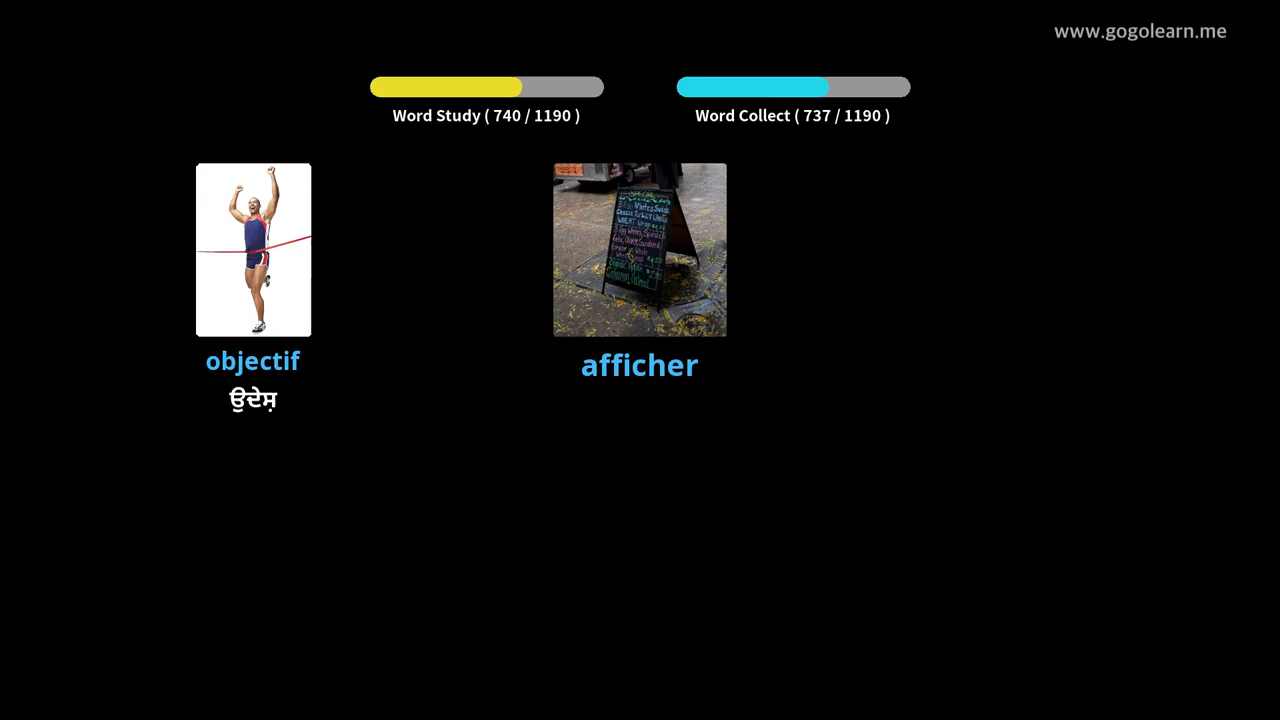 www.gogolearn.me
Word Study ( 740 / 1190 )
Word Collect ( 737 / 1190 )
objectif
ਉਦੇਸ਼
afficher